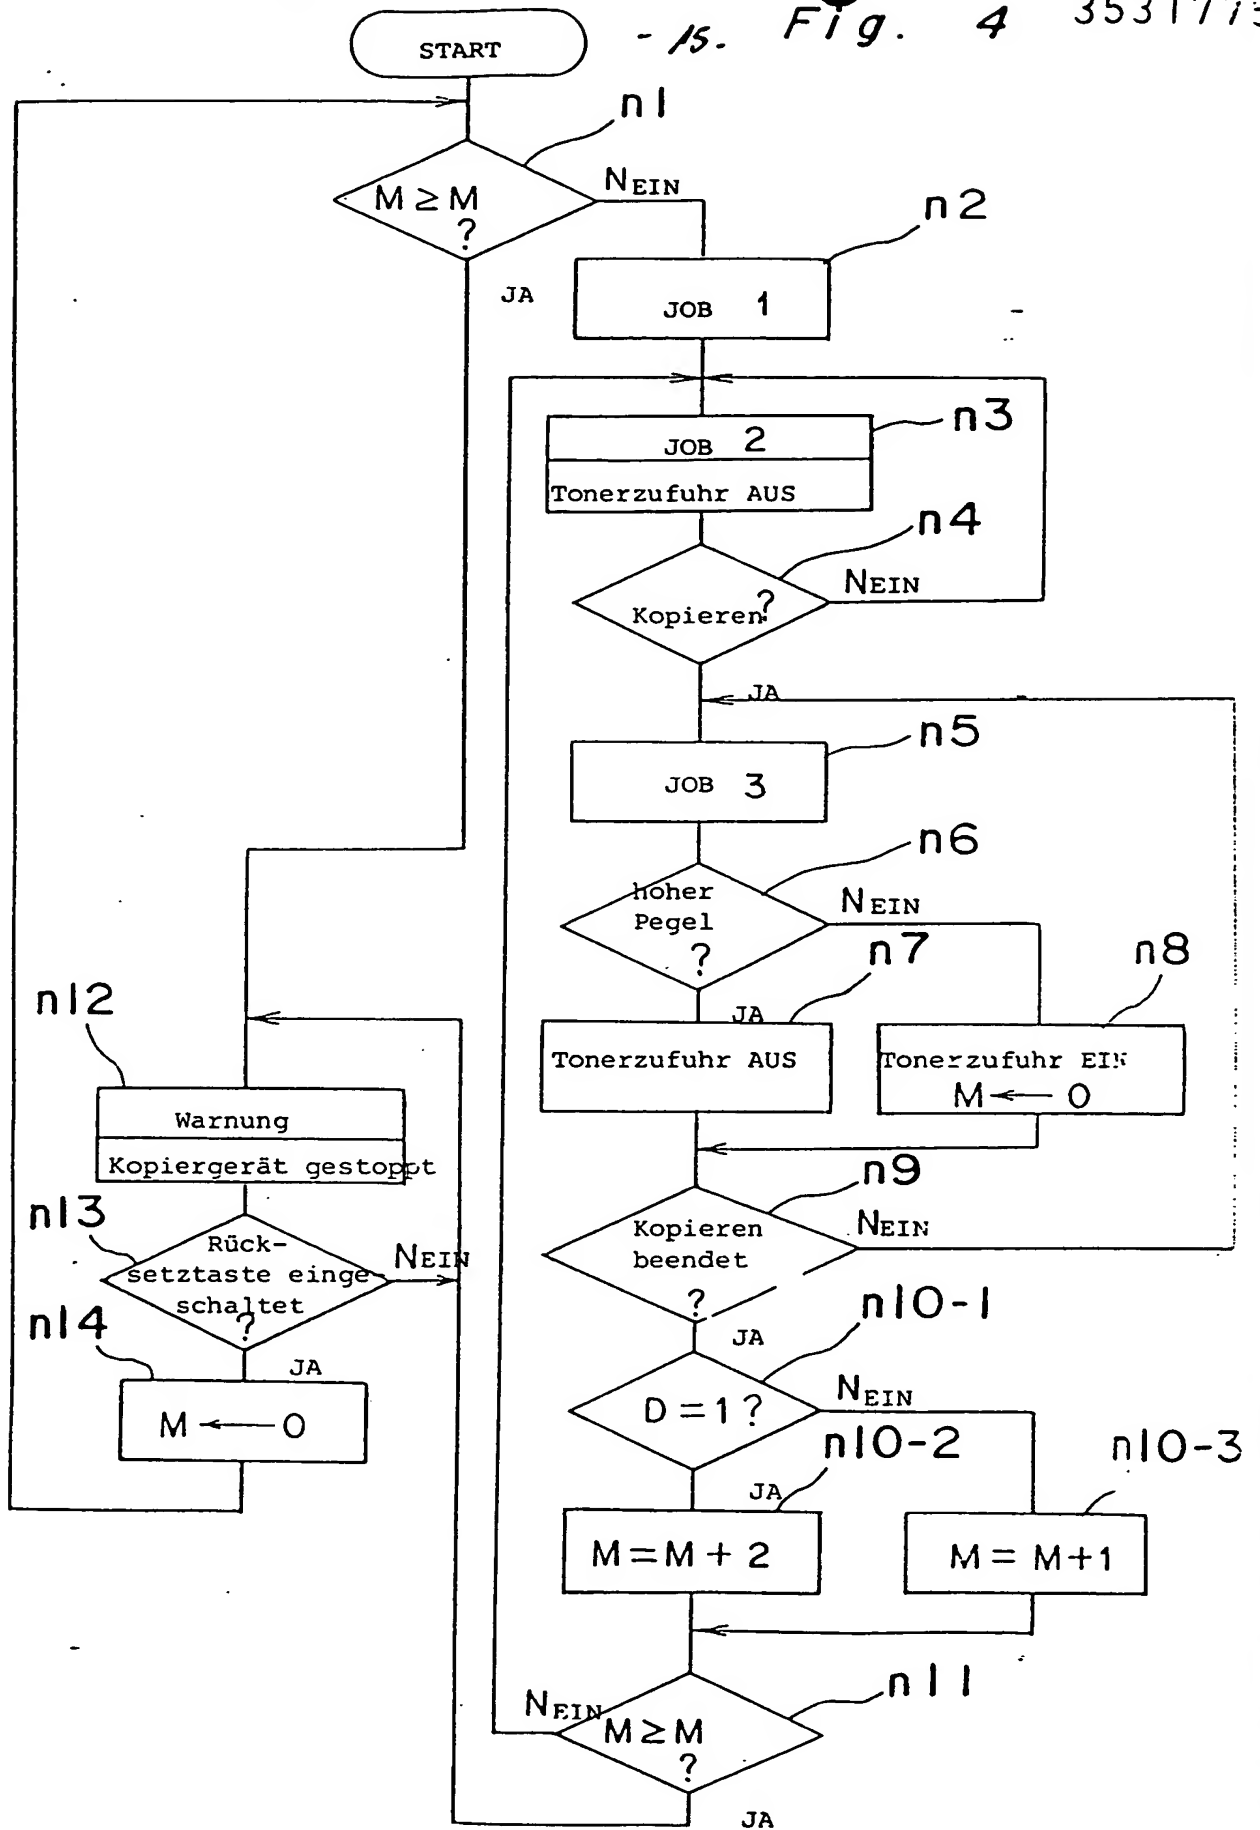 - 15. Fig. 4
START
n1
M ≥ M
?
NEIN
JA
n2
JOB 1
n3
JOB 2
Tonerzufuhr AUS
n4
Kopieren?
NEIN
JA
n5
JOB 3
n6
hoher
Pegel
?
NEIN
JA
n7
Tonerzufuhr AUS
n8
Tonerzufuhr EIN
M ← 0
n9
Kopieren
beendet
?
NEIN
JA
n10-1
D = 1 ?
NEIN
JA
n10-2
M = M + 2
n10-3
M = M+1
n11
M ≥ M
?
NEIN
JA
n12
Warnung
Kopiergerät gestoppt
n13
Rück-
setztaste einge-
schaltet
?
NEIN
JA
n14
M ← 0